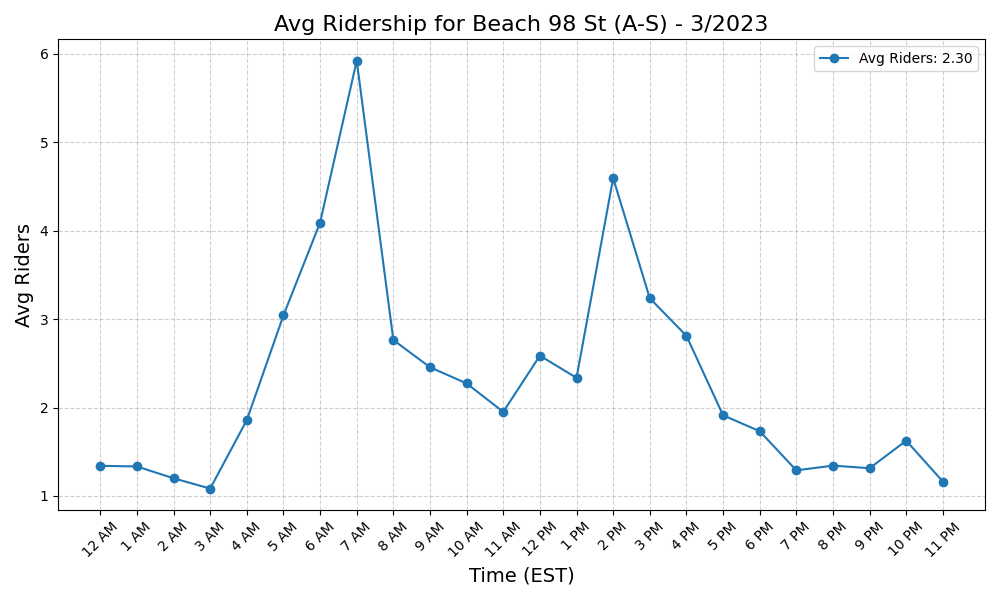 Avg Ridership for Beach 98 St (A-S) - 3/2023
Avg Riders: 2.30
Avg Riders
6
5
4
3
2
1
12 AM
1 AM
2 AM
3 AM
4 AM
5 AM
6 AM
7 AM
8 AM
9 AM
10 AM
11 AM
12 PM
1 PM
2 PM
3 PM
4 PM
5 PM
6 PM
7 PM
8 PM
9 PM
10 PM
11 PM
Time (EST)